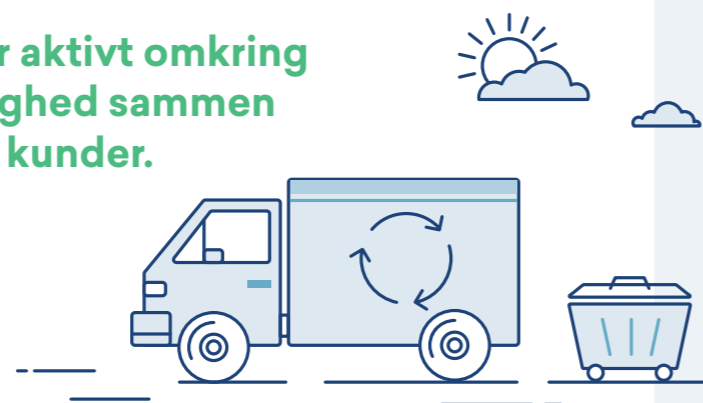 r aktivt omkring
ghed sammen
kunder.